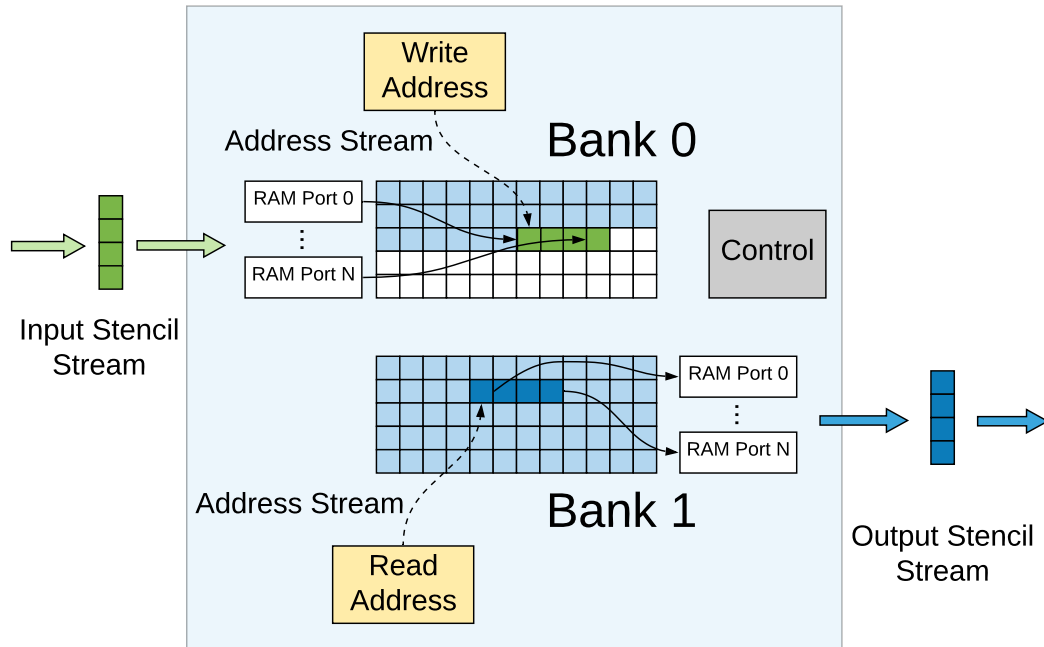 Write
Address
Address Stream
Bank 0
RAM Port 0
RAM Port N
Control
Input Stencil
Stream
RAM Port 0
RAM Port N
Address Stream
Bank 1
Output Stencil
Stream
Read
Address